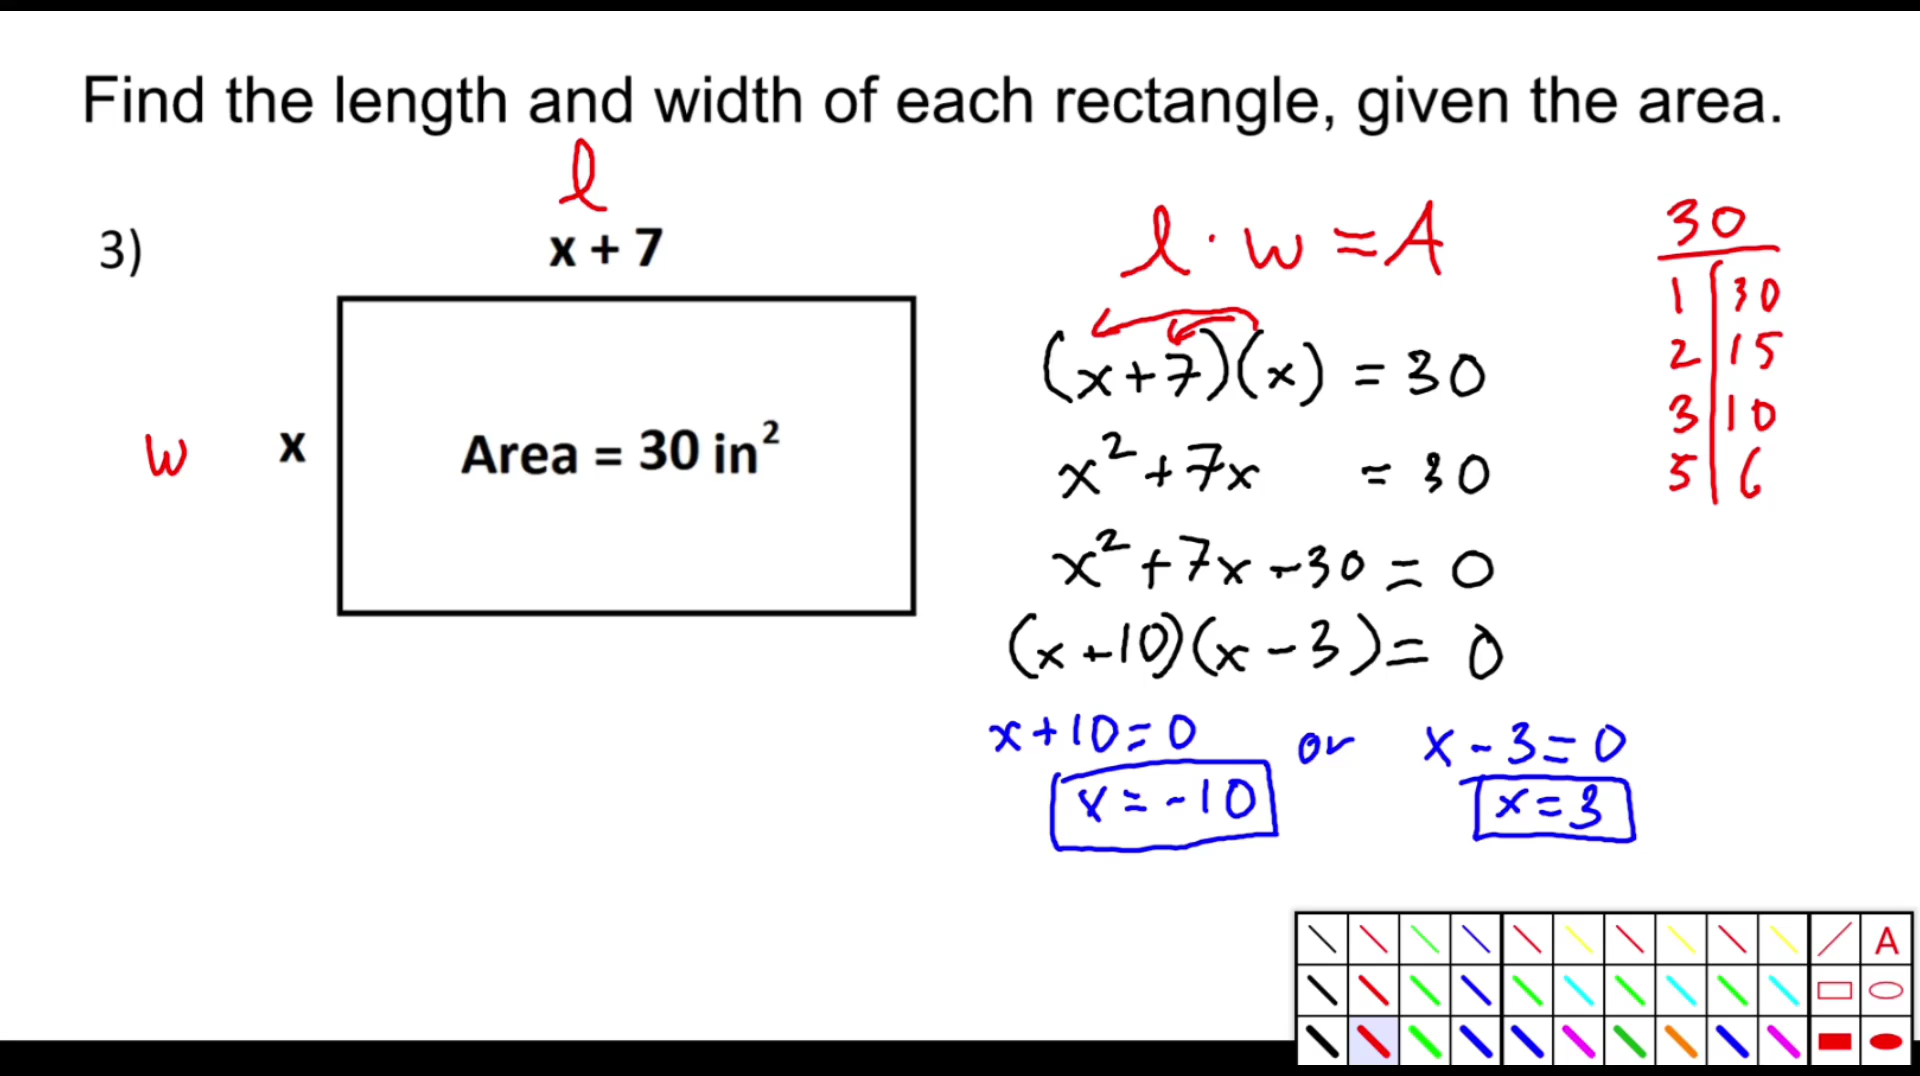 Find the length and width of each rectangle, given the area.
l
3)
x + 7
w
x
Area = 30 in²
l · w = A
(x+7)(x) = 30
x²+7x = 30
x²+7x-30 = 0
(x+10)(x-3) = 0
x+10=0 or x-3=0
x=-10
x=3
30
1 30
2 15
3 10
5 6
A